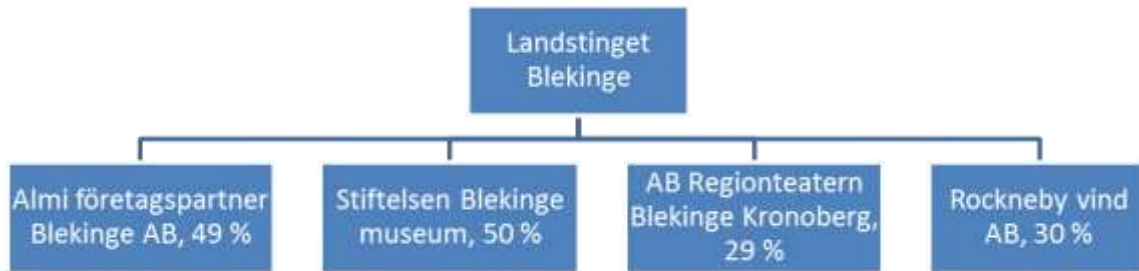 Landstinget
Blekinge
Almi företagspartner
Blekinge AB, 49 %
Stiftelsen Blekinge
museum, 50 %
AB Regionteatern
Blekinge Kronoberg,
29 %
Rockneby vind
AB, 30 %